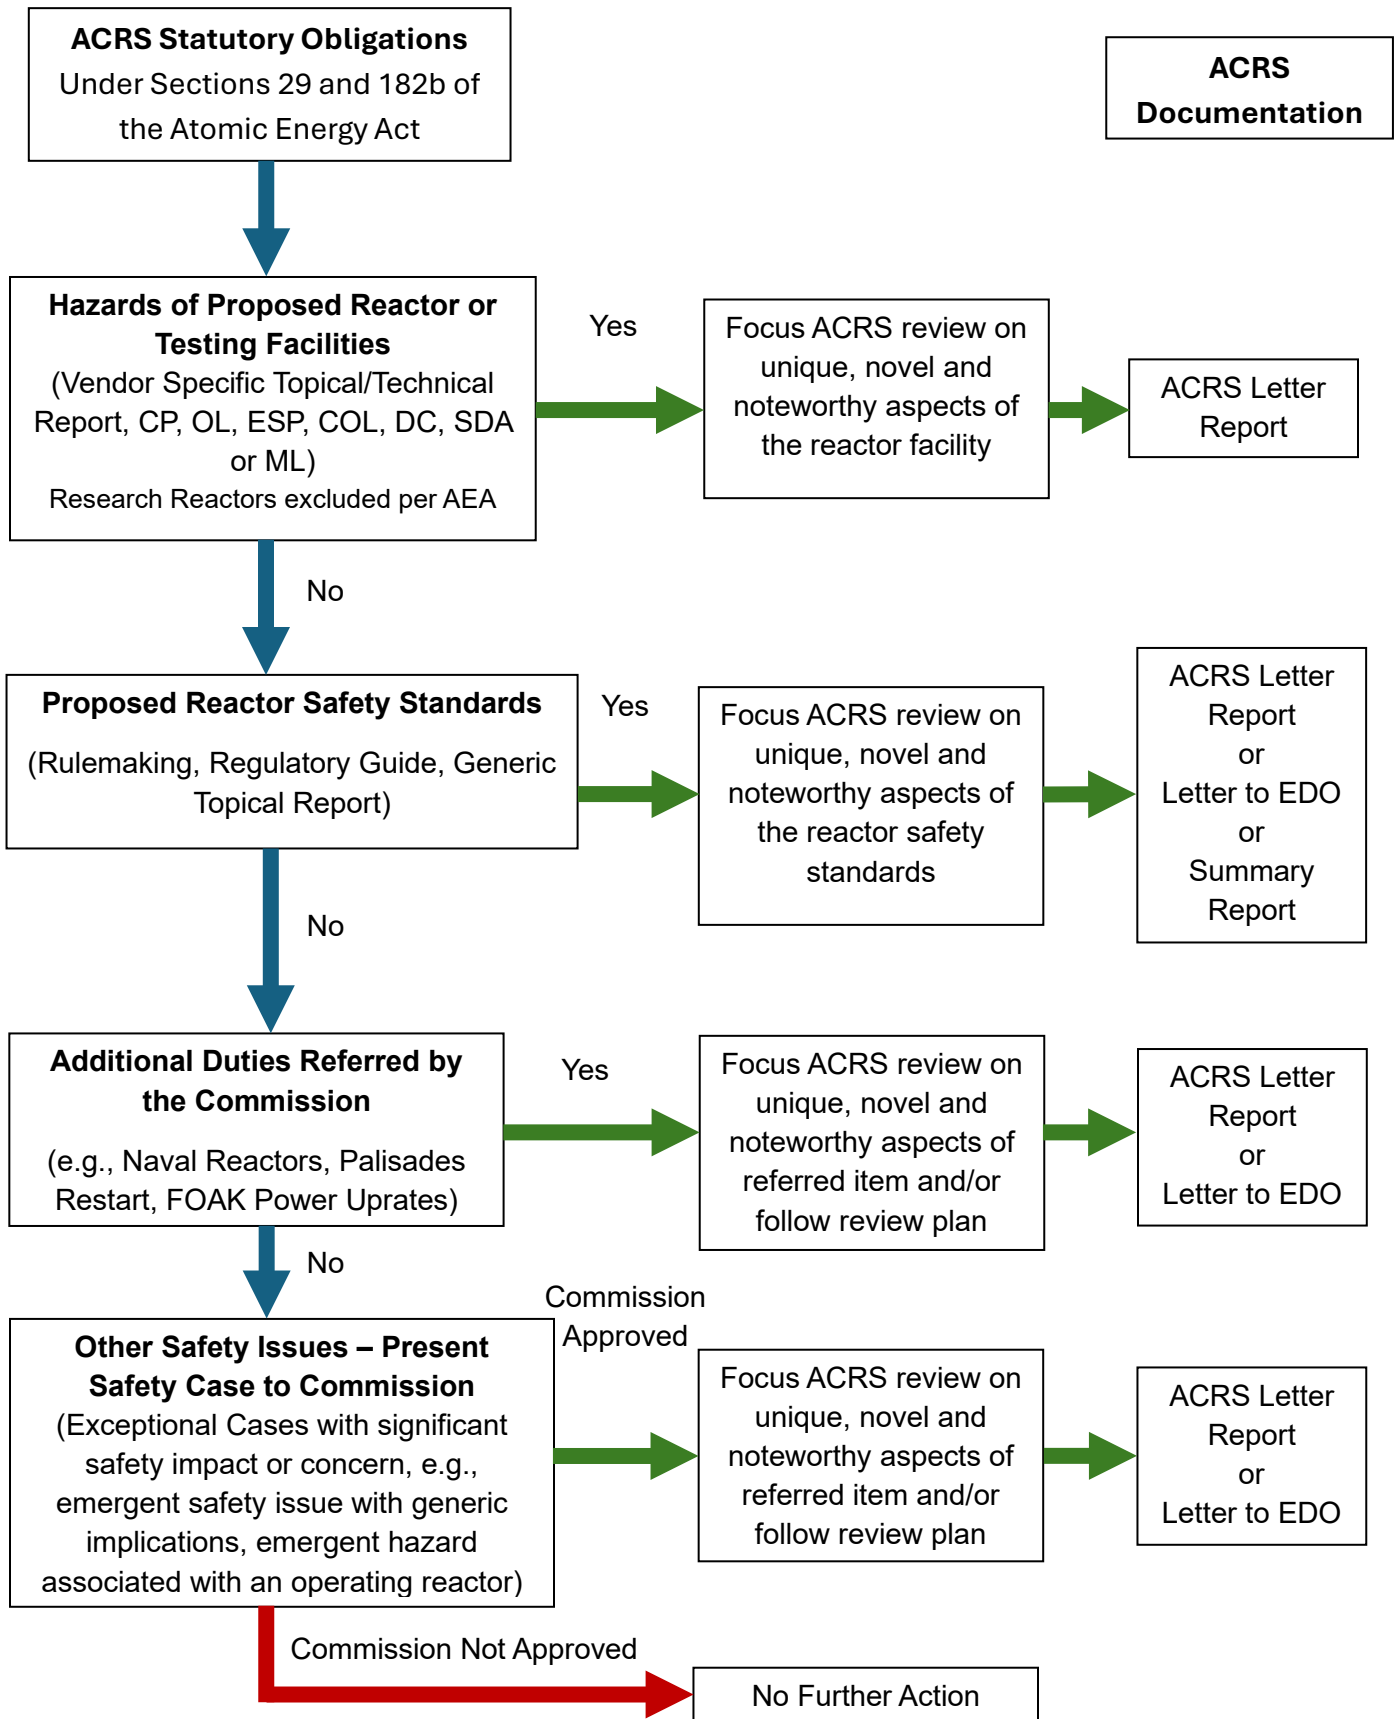 ACRS Statutory Obligations
Under Sections 29 and 182b of
the Atomic Energy Act
ACRS
Documentation
Hazards of Proposed Reactor or
Testing Facilities
(Vendor Specific Topical/Technical
Report, CP, OL, ESP, COL, DC, SDA
or ML)
Research Reactors excluded per AEA
Yes
Focus ACRS review on
unique, novel and
noteworthy aspects of
the reactor facility
ACRS Letter
Report
No
Proposed Reactor Safety Standards
(Rulemaking, Regulatory Guide, Generic
Topical Report)
Yes
Focus ACRS review on
unique, novel and
noteworthy aspects of
the reactor safety
standards
ACRS Letter
Report
or
Letter to EDO
or
Summary
Report
No
Additional Duties Referred by
the Commission
(e.g., Naval Reactors, Palisades
Restart, FOAK Power Uprates)
Yes
Focus ACRS review on
unique, novel and
noteworthy aspects of
referred item and/or
follow review plan
ACRS Letter
Report
or
Letter to EDO
No
Other Safety Issues – Present
Safety Case to Commission
(Exceptional Cases with significant
safety impact or concern, e.g.,
emergent safety issue with generic
implications, emergent hazard
associated with an operating reactor)
Commission
Approved
Focus ACRS review on
unique, novel and
noteworthy aspects of
referred item and/or
follow review plan
ACRS Letter
Report
or
Letter to EDO
Commission Not Approved
No Further Action